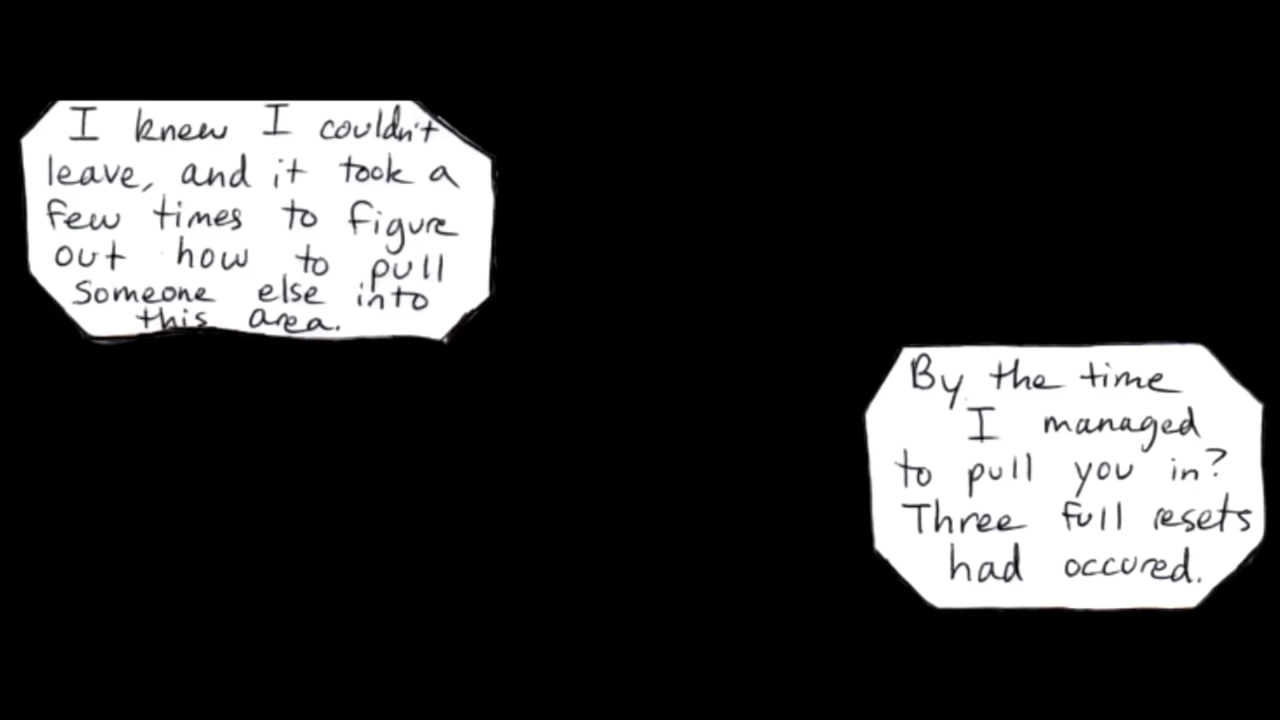 I knew I couldn't
leave, and it took a
few times to figure
out how to pull
someone else into
this area.
By the time
I managed
to pull you in?
Three full resets
had occured.